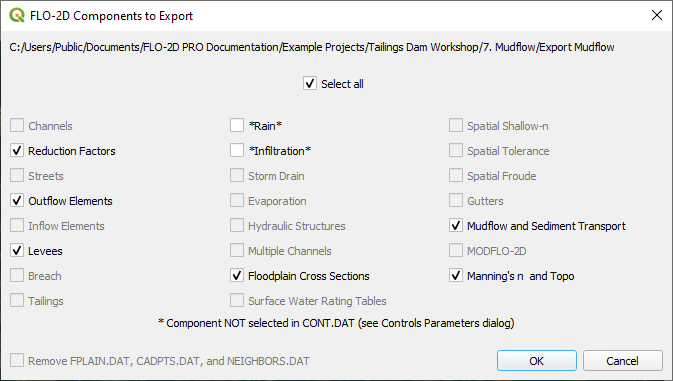 FLO-2D Components to Export
C:/Users/Public/Documents/FLO-2D PRO Documentation/Example Projects/Tailings Dam Workshop/7. Mudflow/Export Mudflow
Select all
Channels
Reduction Factors
Streets
Outflow Elements
Inflow Elements
Levees
Breach
Tailings
*Rain*
*Infiltration*
Storm Drain
Evaporation
Hydraulic Structures
Multiple Channels
Floodplain Cross Sections
Surface Water Rating Tables
Spatial Shallow-n
Spatial Tolerance
Spatial Froude
Gutters
Mudflow and Sediment Transport
MODFLO-2D
Manning's n and Topo
* Component NOT selected in CONT.DAT (see Controls Parameters dialog)
Remove FPLAIN.DAT, CADPTS.DAT, and NEIGHBORS.DAT
OK
Cancel